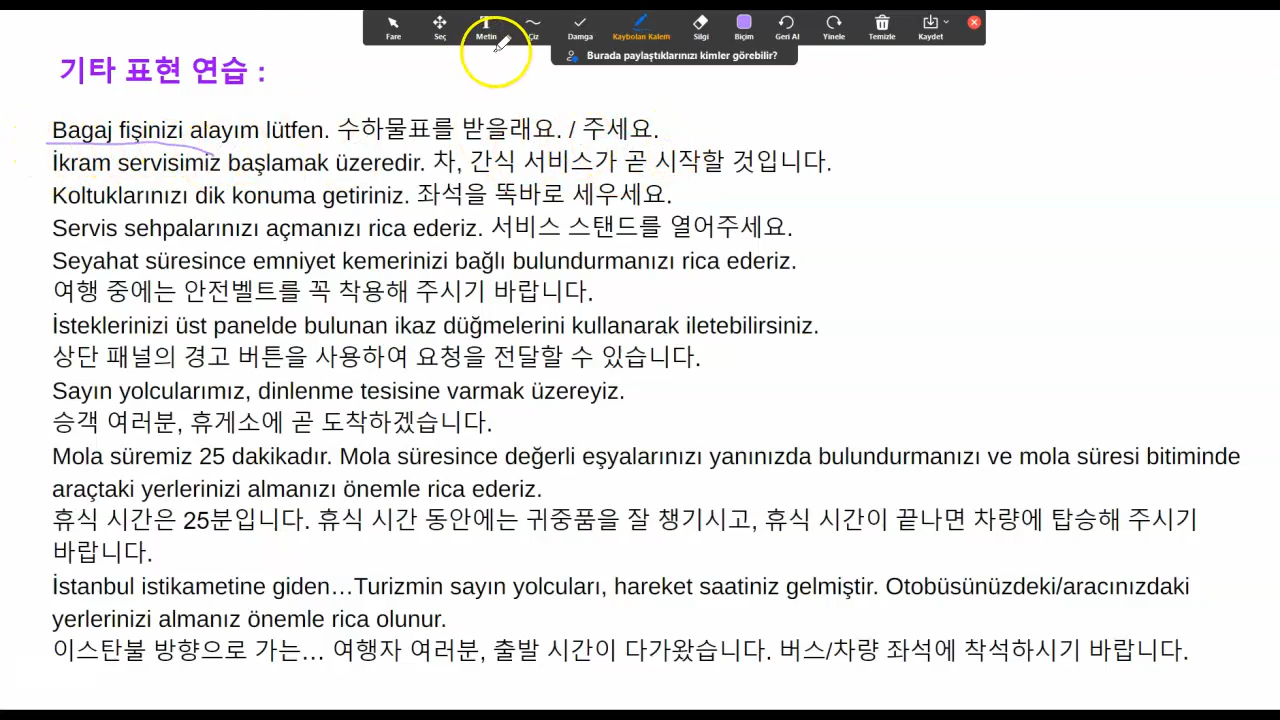 Fare Seç Metin Çiz Damga Kaybolan Kalem Silgi Biçim Geri Al Yinele Temizle Kaydet
Burada paylaştıklarınızı kimler görebilir?
기타 표현 연습 :
Bagaj fişinizi alayım lütfen. 수하물표를 받을래요. / 주세요.
İkram servisimiz başlamak üzeredir. 차, 간식 서비스가 곧 시작할 것입니다.
Koltuklarınızı dik konuma getiriniz. 좌석을 똑바로 세우세요.
Servis sehpalarınızı açmanızı rica ederiz. 서비스 스탠드를 열어주세요.
Seyahat süresince emniyet kemerinizi bağlı bulundurmanızı rica ederiz.
여행 중에는 안전벨트를 꼭 착용해 주시기 바랍니다.
İsteklerinizi üst panelde bulunan ikaz düğmelerini kullanarak iletebilirsiniz.
상단 패널의 경고 버튼을 사용하여 요청을 전달할 수 있습니다.
Sayın yolcularımız, dinlenme tesisine varmak üzereyiz.
승객 여러분, 휴게소에 곧 도착하겠습니다.
Mola süremiz 25 dakikadır. Mola süresince değerli eşyalarınızı yanınızda bulundurmanızı ve mola süresi bitiminde
araçtaki yerlerinizi almanızı önemle rica ederiz.
휴식 시간은 25분입니다. 휴식 시간 동안에는 귀중품을 잘 챙기시고, 휴식 시간이 끝나면 차량에 탑승해 주시기
바랍니다.
İstanbul istikametine giden…Turizmin sayın yolcuları, hareket saatiniz gelmiştir. Otobüsünüzdeki/aracınızdaki
yerlerinizi almanız önemle rica olunur.
이스탄불 방향으로 가는… 여행자 여러분, 출발 시간이 다가왔습니다. 버스/차량 좌석에 착석하시기 바랍니다.